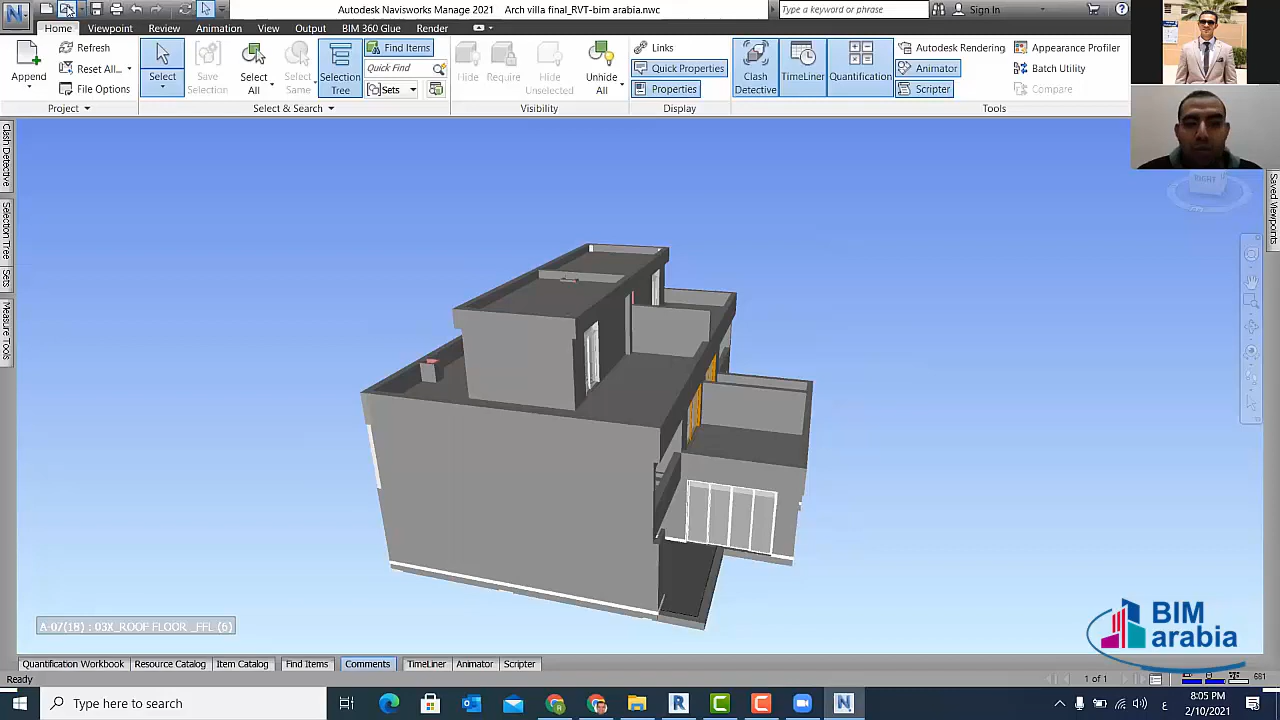 Autodesk Navisworks Manage 2021 Arch villa final_RVT-bim arabia.nwc
Type a keyword or phrase
Sign In
Home Viewpoint Review Animation View Output BIM 360 Glue Render
Append
Refresh
Reset All...
File Options
Project
Select
Save Selection
Select All
Select Same
Selection Tree
Find Items
Quick Find
Sets
Select & Search
Hide
Require
Hide Unselected
Unhide All
Visibility
Links
Quick Properties
Properties
Display
Clash Detective
TimeLiner
Quantification
Autodesk Rendering
Animator
Scripter
Appearance Profiler
Batch Utility
Compare
Tools
Clash Detective
Selection Tree
Sets
Measure Tools
Saved Viewpoints
RIGHT
A-07(18) : 03X_ROOF FLOOR _FFL (6)
BIM
arabia
Quantification Workbook Resource Catalog Item Catalog Find Items Comments TimeLiner Animator Scripter
Ready
1 of 1
681
Type here to search
8:05 PM
2/10/2021